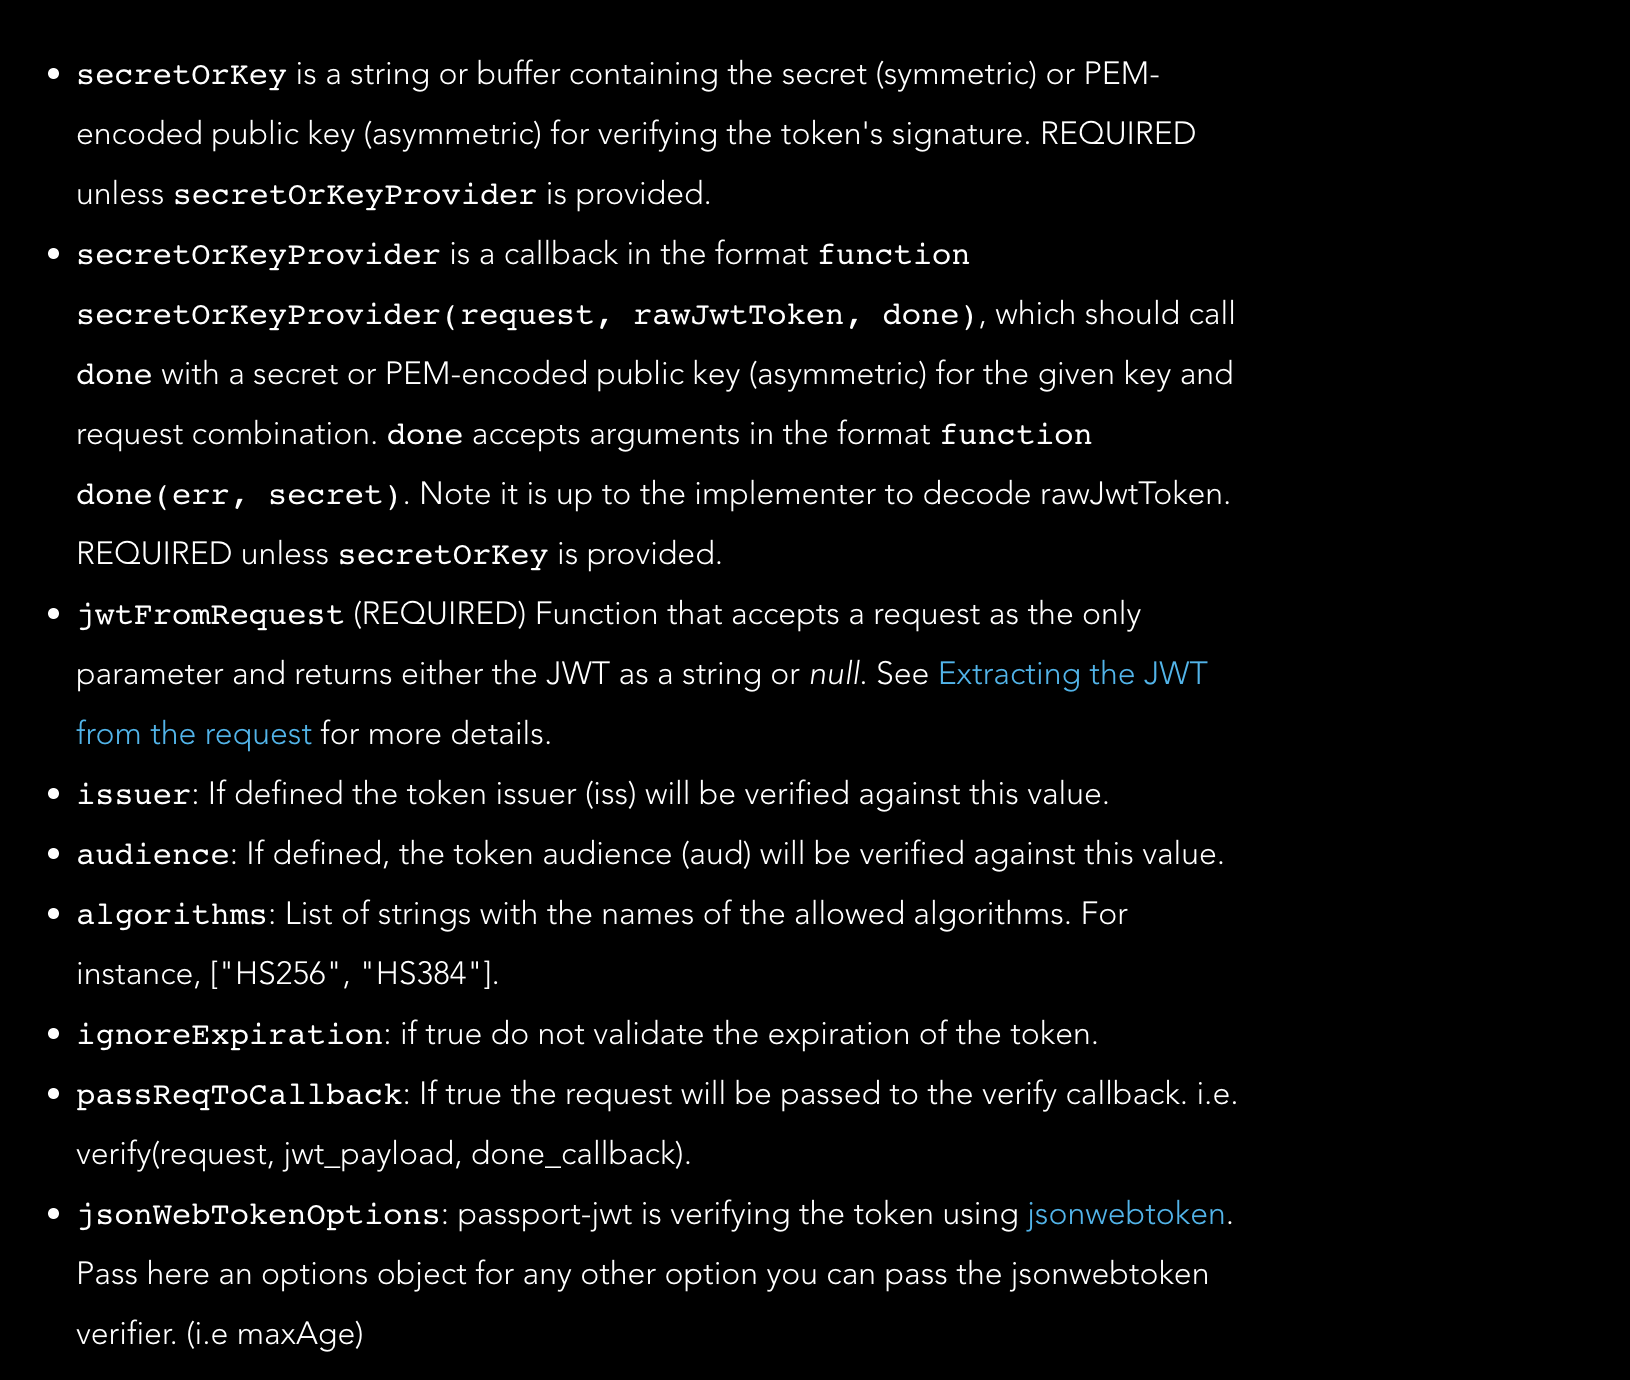 • secretOrKey is a string or buffer containing the secret (symmetric) or PEM-
encoded public key (asymmetric) for verifying the token's signature. REQUIRED
unless secretOrKeyProvider is provided.
• secretOrKeyProvider is a callback in the format function
secretOrKeyProvider(request, rawJwtToken, done), which should call
done with a secret or PEM-encoded public key (asymmetric) for the given key and
request combination. done accepts arguments in the format function
done(err, secret). Note it is up to the implementer to decode rawJwtToken.
REQUIRED unless secretOrKey is provided.
• jwtFromRequest (REQUIRED) Function that accepts a request as the only
parameter and returns either the JWT as a string or null. See Extracting the JWT
from the request for more details.
• issuer: If defined the token issuer (iss) will be verified against this value.
• audience: If defined, the token audience (aud) will be verified against this value.
• algorithms: List of strings with the names of the allowed algorithms. For
instance, ["HS256", "HS384"].
• ignoreExpiration: if true do not validate the expiration of the token.
• passReqToCallback: If true the request will be passed to the verify callback. i.e.
verify(request, jwt_payload, done_callback).
• jsonWebTokenOptions: passport-jwt is verifying the token using jsonwebtoken.
Pass here an options object for any other option you can pass the jsonwebtoken
verifier. (i.e maxAge)